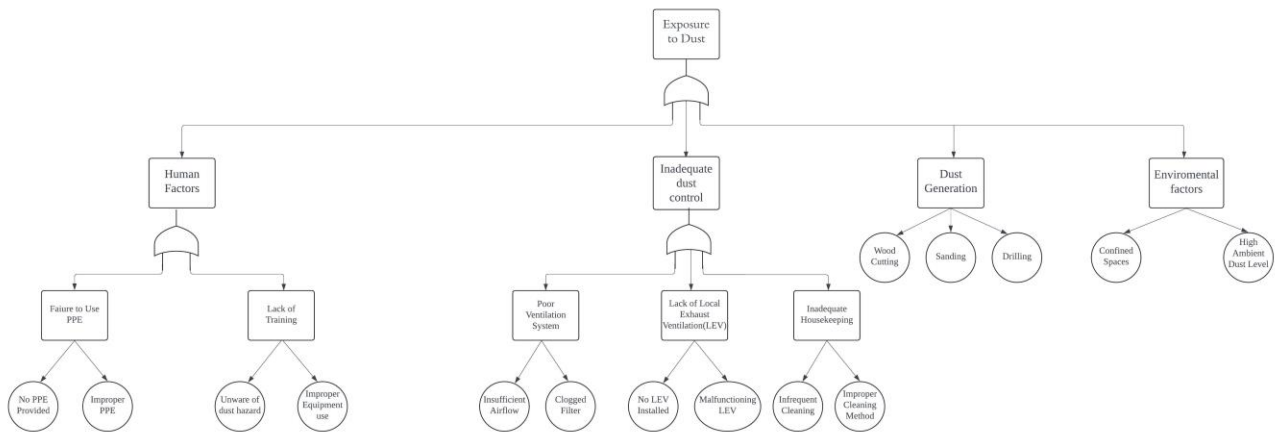 Exposure
to Dust
Human
Factors
Inadequate
dust
control
Dust
Generation
Enviromental
factors
Wood
Cutting
Sanding
Drilling
Confined
Spaces
High
Ambient
Dust Level
Faiure to Use
PPE
Lack of
Training
Poor
Ventilation
System
Lack of Local
Exhaust
Ventilation(LEV)
Inadequate
Housekeeping
No PPE
Provided
Improper
PPE
Unware of
dust hazard
Improper
Equipment
use
Insufficient
Airflow
Clogged
Filter
No LEV
Installed
Malfunctioning
LEV
Infrequent
Cleaning
Improper
Cleaning
Method